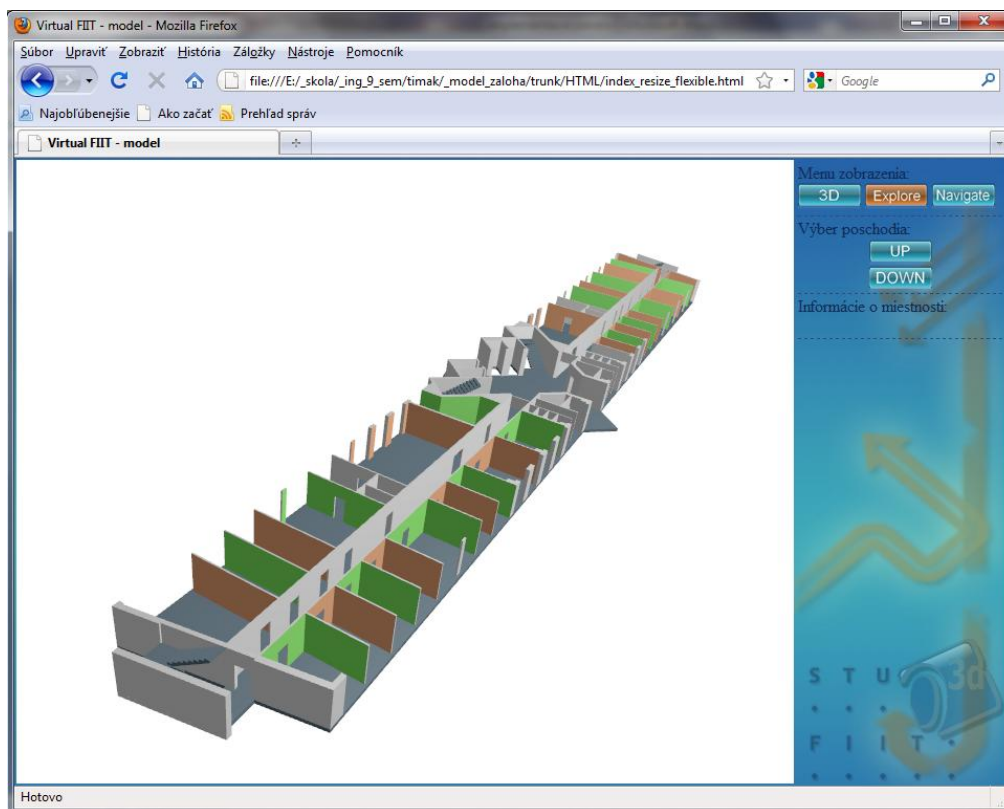 Virtual FIIT - model - Mozilla Firefox
Súbor Upraviť Zobraziť História Záložky Nástroje Pomocník
file:///E:/_skola/_ing_9_sem/timak/_model_zaloha/trunk/HTML/index_resize_flexible.html Google
Najobľúbenejšie Ako začať Prehľad správ
Virtual FIIT - model
Menu zobrazenia:
3D Explore Navigate
Výber poschodia:
UP
DOWN
Informácie o miestnosti:
3d
S T U
F I I T
Hotovo